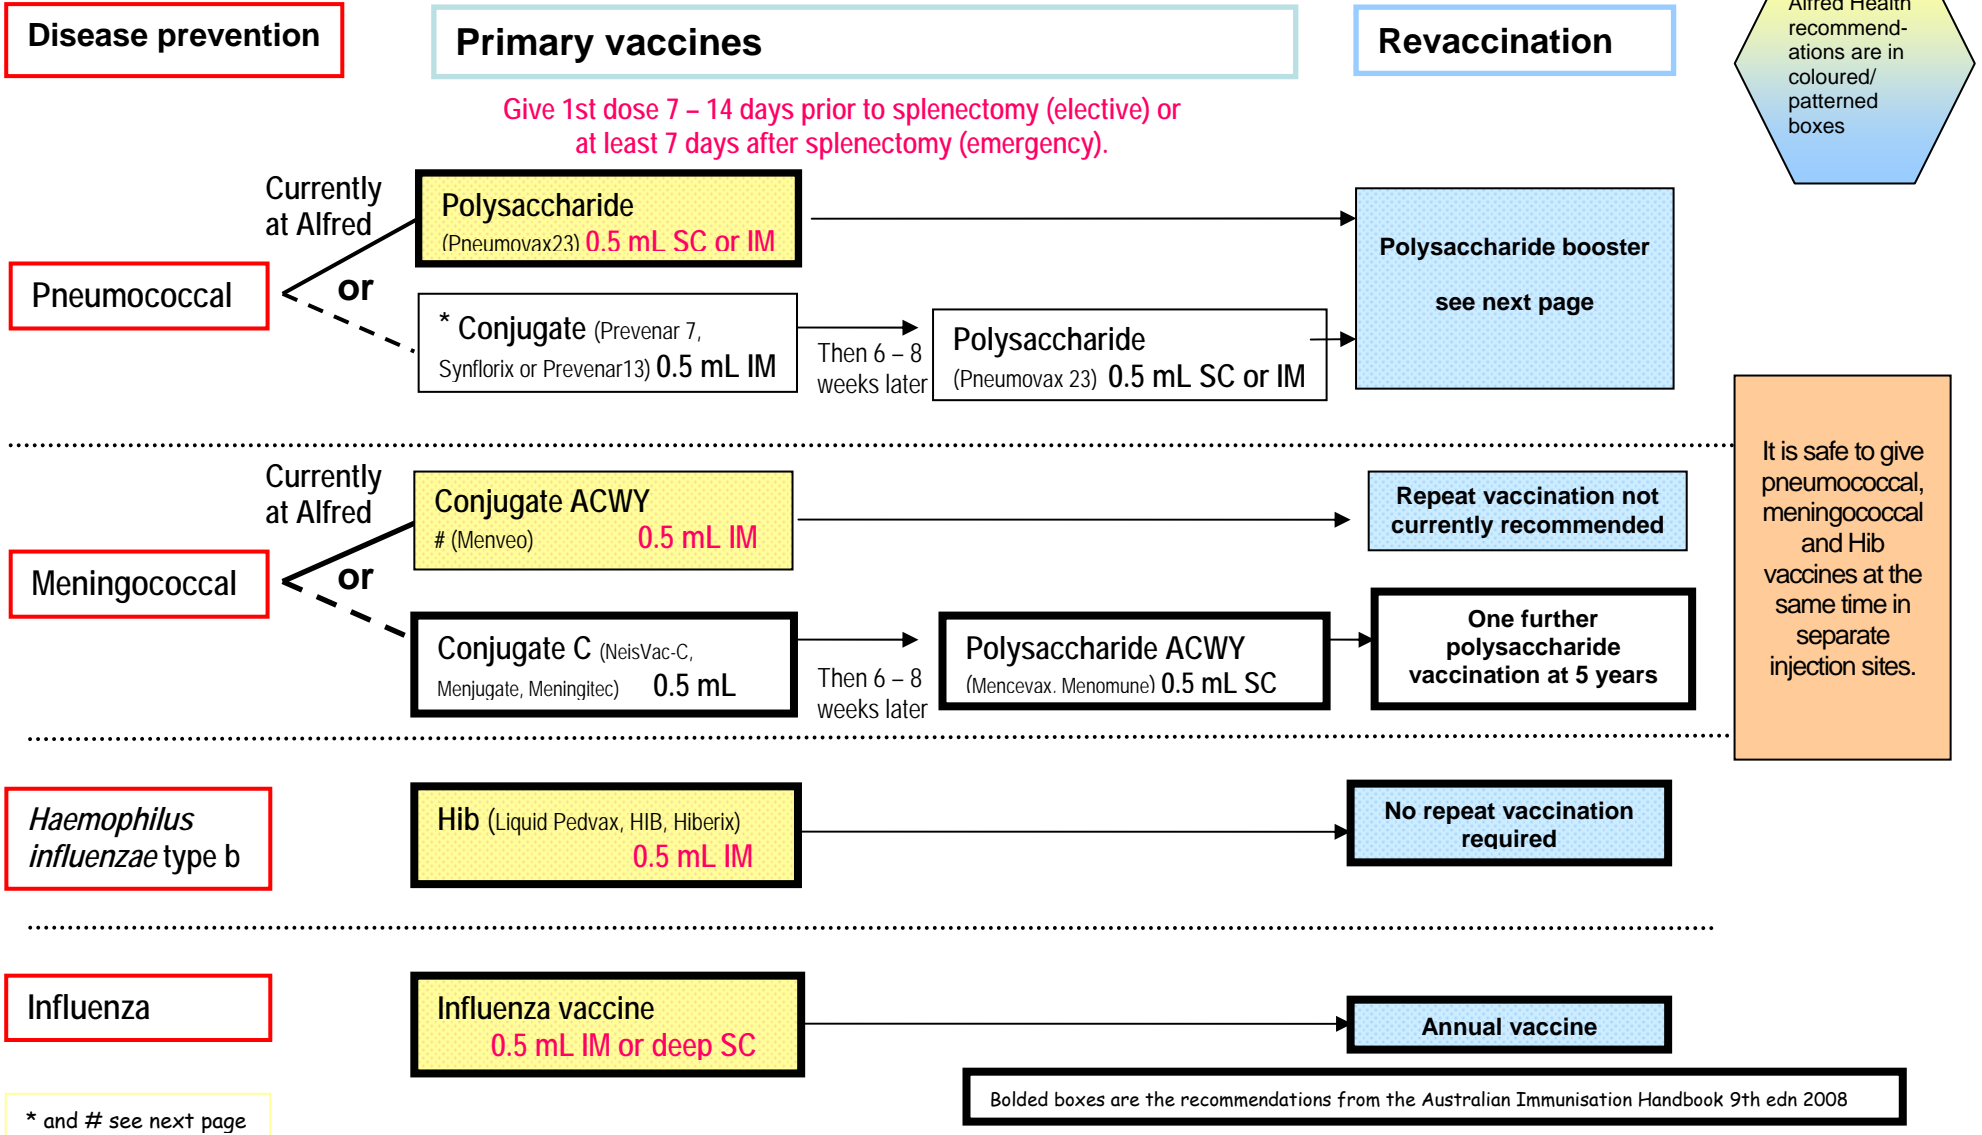 Disease prevention
Primary vaccines
Revaccination
Alfred Health
recommend-
ations are in
coloured/
patterned
boxes
Give 1st dose 7 – 14 days prior to splenectomy (elective) or
at least 7 days after splenectomy (emergency).
Currently
at Alfred
Pneumococcal
or
Polysaccharide
(Pneumovax23) 0.5 mL SC or IM
* Conjugate (Prevenar 7,
Synflorix or Prevenar13) 0.5 mL IM
Then 6 – 8
weeks later
Polysaccharide
(Pneumovax 23) 0.5 mL SC or IM
Polysaccharide booster
see next page
It is safe to give
pneumococcal,
meningococcal
and Hib
vaccines at the
same time in
separate
injection sites.
Currently
at Alfred
Meningococcal
or
Conjugate ACWY
# (Menveo) 0.5 mL IM
Repeat vaccination not
currently recommended
Conjugate C (NeisVac-C,
Menjugate, Meningitec) 0.5 mL
Then 6 – 8
weeks later
Polysaccharide ACWY
(Mencevax. Menomune) 0.5 mL SC
One further
polysaccharide
vaccination at 5 years
Haemophilus
influenzae type b
Hib (Liquid Pedvax, HIB, Hiberix)
0.5 mL IM
No repeat vaccination
required
Influenza
Influenza vaccine
0.5 mL IM or deep SC
Annual vaccine
Bolded boxes are the recommendations from the Australian Immunisation Handbook 9th edn 2008
* and # see next page